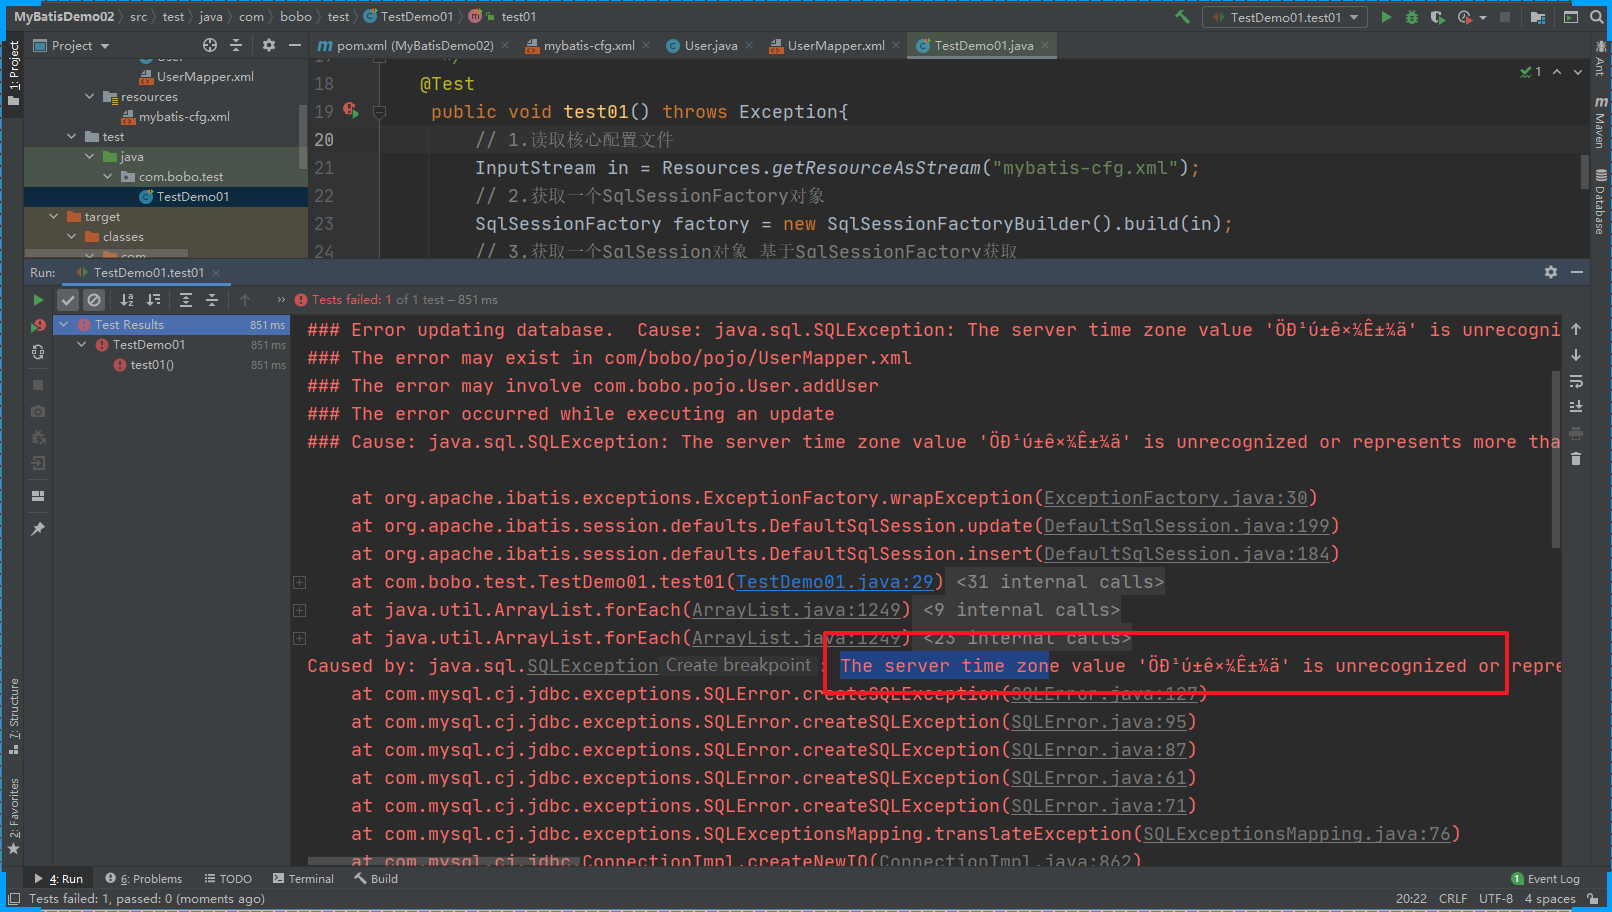 MyBatisDemo02 src test java com bobo test TestDemo01 test01
TestDemo01.test01
Project
pom.xml (MyBatisDemo02)
mybatis-cfg.xml
User.java
UserMapper.xml
TestDemo01.java
1: Project
UserMapper.xml
resources
mybatis-cfg.xml
test
java
com.bobo.test
TestDemo01
target
classes
com
1
18 @Test
19 public void test01() throws Exception{
20 // 1.读取核心配置文件
21 InputStream in = Resources.getResourceAsStream("mybatis-cfg.xml");
22 // 2.获取一个SqlSessionFactory对象
23 SqlSessionFactory factory = new SqlSessionFactoryBuilder().build(in);
24 // 3.获取一个SqlSession对象 基于SqlSessionFactory获取
Ant
Maven
Database
Run: TestDemo01.test01
Tests failed: 1 of 1 test – 851 ms
Test Results 851 ms
TestDemo01 851 ms
test01() 851 ms
### Error updating database.  Cause: java.sql.SQLException: The server time zone value 'ÖÐ¹ú±ê×¼Ê±¼ä' is unrecogni
### The error may exist in com/bobo/pojo/UserMapper.xml
### The error may involve com.bobo.pojo.User.addUser
### The error occurred while executing an update
### Cause: java.sql.SQLException: The server time zone value 'ÖÐ¹ú±ê×¼Ê±¼ä' is unrecognized or represents more tha
at org.apache.ibatis.exceptions.ExceptionFactory.wrapException(ExceptionFactory.java:30)
at org.apache.ibatis.session.defaults.DefaultSqlSession.update(DefaultSqlSession.java:199)
at org.apache.ibatis.session.defaults.DefaultSqlSession.insert(DefaultSqlSession.java:184)
at com.bobo.test.TestDemo01.test01(TestDemo01.java:29) <31 internal calls>
at java.util.ArrayList.forEach(ArrayList.java:1249) <9 internal calls>
at java.util.ArrayList.forEach(ArrayList.java:1249) <23 internal calls>
Caused by: java.sql.SQLException Create breakpoint : The server time zone value 'ÖÐ¹ú±ê×¼Ê±¼ä' is unrecognized or repre
at com.mysql.cj.jdbc.exceptions.SQLError.createSQLException(SQLError.java:127)
at com.mysql.cj.jdbc.exceptions.SQLError.createSQLException(SQLError.java:95)
at com.mysql.cj.jdbc.exceptions.SQLError.createSQLException(SQLError.java:87)
at com.mysql.cj.jdbc.exceptions.SQLError.createSQLException(SQLError.java:61)
at com.mysql.cj.jdbc.exceptions.SQLError.createSQLException(SQLError.java:71)
at com.mysql.cj.jdbc.exceptions.SQLExceptionsMapping.translateException(SQLExceptionsMapping.java:76)
at com.mysql.cj.jdbc.ConnectionImpl.createNewIO(ConnectionImpl.java:862)
7: Structure
2: Favorites
4: Run 6: Problems TODO Terminal Build
1 Event Log
Tests failed: 1, passed: 0 (moments ago)
20:22 CRLF UTF-8 4 spaces